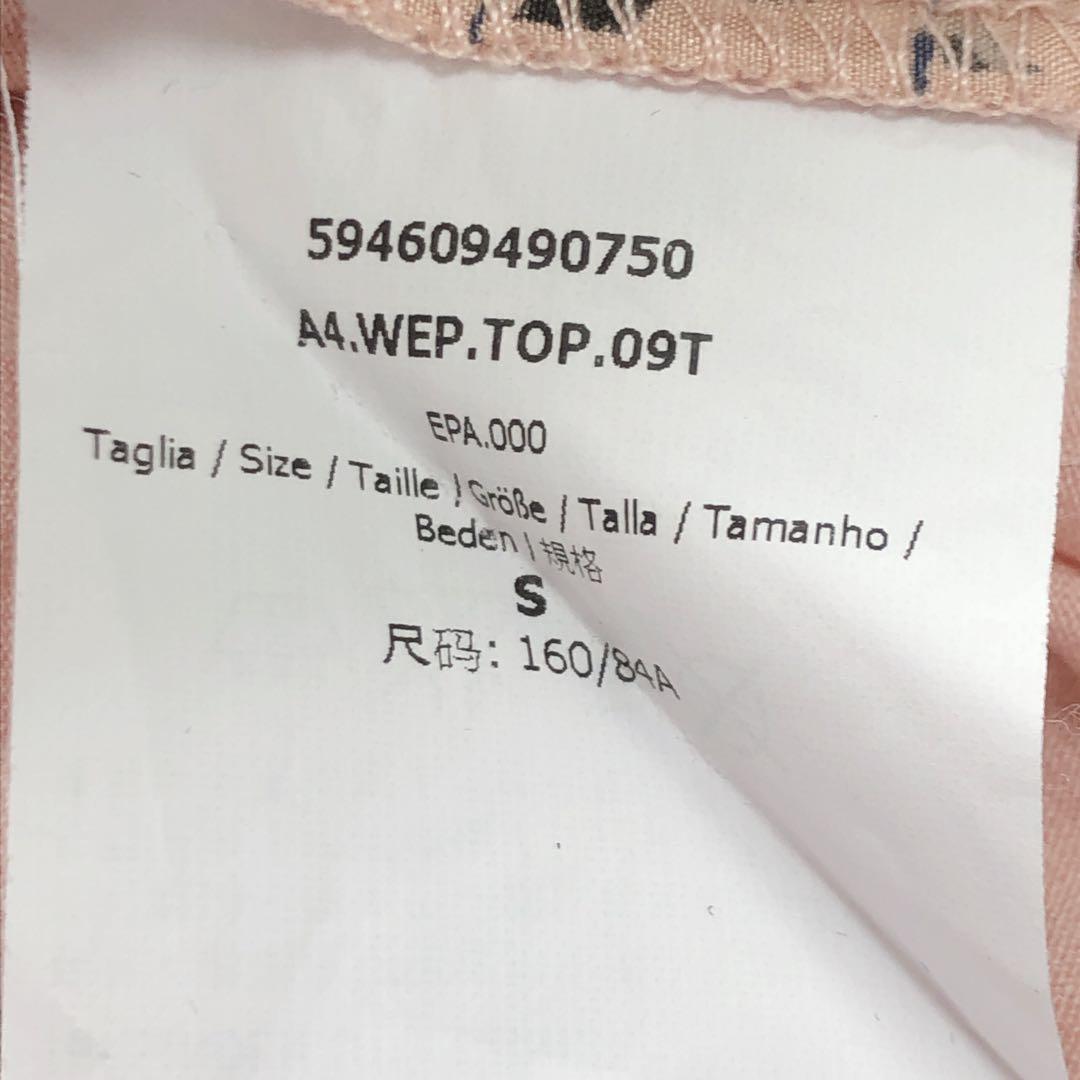 594609490750
A4.WEP.TOP.09T
EPA.000
Taglia / Size / Taille / Größe / Talla / Tamanho /
Beden / 規格
S
尺码: 160/84A